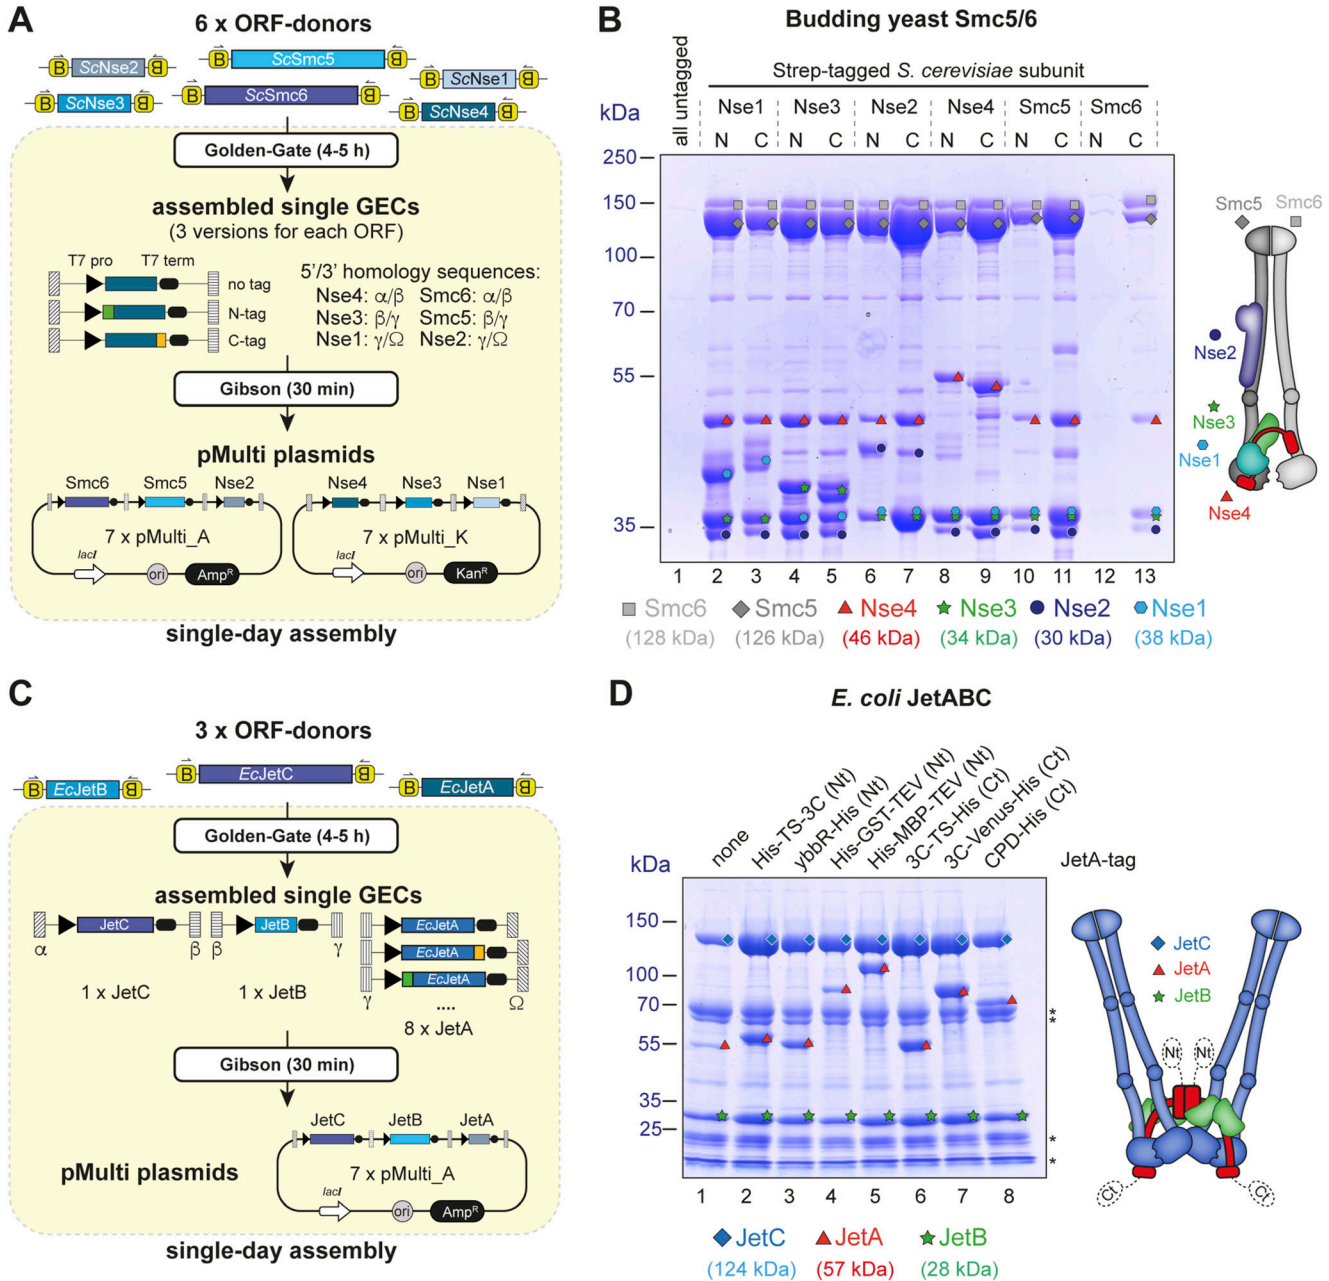 A
6 x ORF-donors
B ScNse2 B
B ScSmc5 B
B ScNse1 B
B ScNse3 B
B ScSmc6 B
B ScNse4 B
Golden-Gate (4-5 h)
assembled single GECs
(3 versions for each ORF)
T7 pro T7 term
no tag
N-tag
C-tag
5'/3' homology sequences:
Nse4: α/β Smc6: α/β
Nse3: β/γ Smc5: β/γ
Nse1: γ/Ω Nse2: γ/Ω
Gibson (30 min)
pMulti plasmids
Smc6 Smc5 Nse2
7 x pMulti_A
lacI ori AmpR
Nse4 Nse3 Nse1
7 x pMulti_K
lacI ori KanR
single-day assembly
B
Budding yeast Smc5/6
Strep-tagged S. cerevisiae subunit
kDa
all untagged
Nse1 Nse3 Nse2 Nse4 Smc5 Smc6
N C N C N C N C N C N C
250
150
100
70
55
35
1 2 3 4 5 6 7 8 9 10 11 12 13
Smc6 Smc5 Nse4 Nse3 Nse2 Nse1
(128 kDa) (126 kDa) (46 kDa) (34 kDa) (30 kDa) (38 kDa)
Smc5
Smc6
Nse2
Nse3
Nse1
Nse4
C
3 x ORF-donors
B EcJetB B
B EcJetC B
B EcJetA B
Golden-Gate (4-5 h)
assembled single GECs
JetC
α β
1 x JetC
JetB
β γ
1 x JetB
EcJetA
EcJetA
EcJetA
γ .... Ω
8 x JetA
Gibson (30 min)
pMulti plasmids
JetC JetB JetA
7 x pMulti_A
lacI ori AmpR
single-day assembly
D
E. coli JetABC
none
His-TS-3C (Nt)
ybbR-His (Nt)
His-GST-TEV (Nt)
His-MBP-TEV (Nt)
3C-TS-His (Ct)
3C-Venus-His (Ct)
CPD-His (Ct)
JetA-tag
kDa
150
100
70
55
35
25
*
*
*
*
1 2 3 4 5 6 7 8
JetC JetA JetB
(124 kDa) (57 kDa) (28 kDa)
JetC
JetA
JetB
Nt Nt
Ct Ct